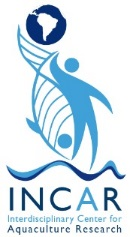 INCAR
Interdisciplinary Center for
Aquaculture Research